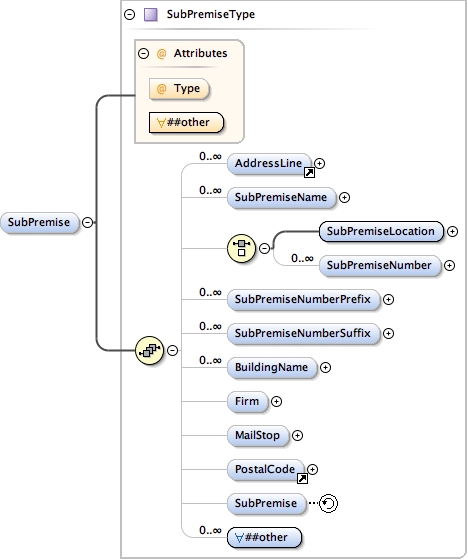 SubPremiseType
Attributes
@ Type
∀##other
SubPremise
0..∞ AddressLine
0..∞ SubPremiseName
SubPremiseLocation
0..∞ SubPremiseNumber
0..∞ SubPremiseNumberPrefix
0..∞ SubPremiseNumberSuffix
0..∞ BuildingName
Firm
MailStop
PostalCode
SubPremise
0..∞ ∀##other